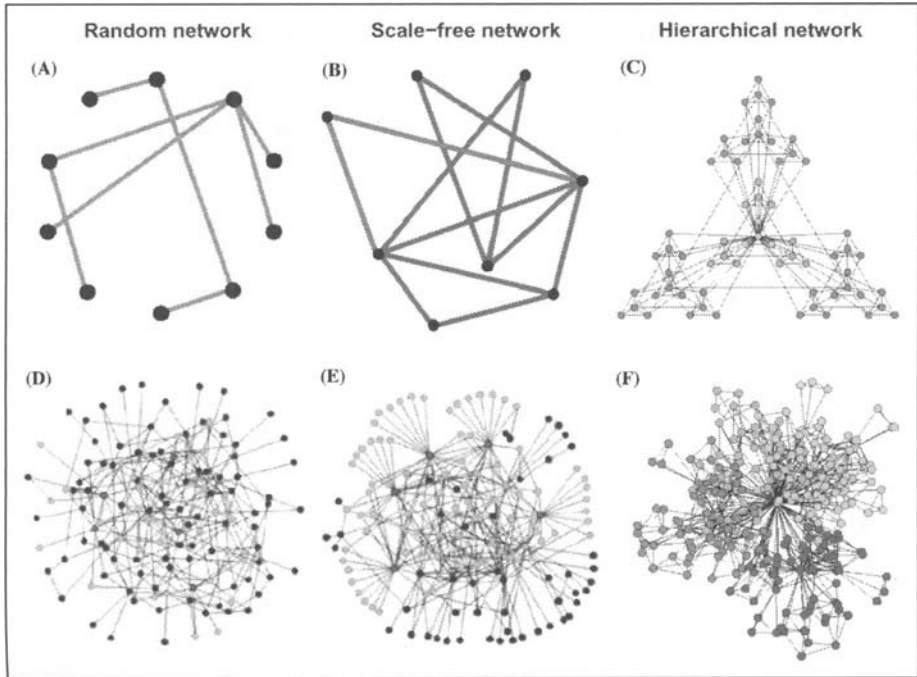 Random network Scale-free network Hierarchical network
(A) (B) (C)
(D) (E) (F)